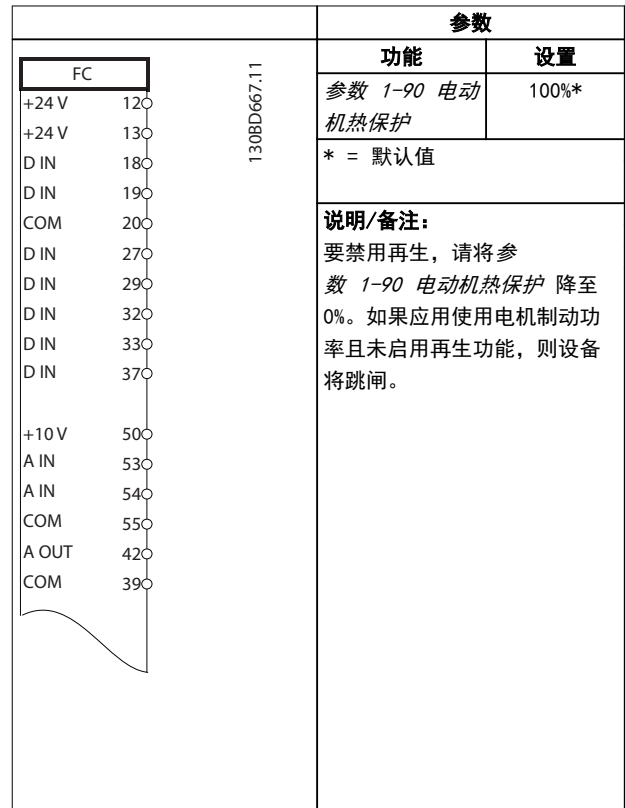 FC
130BD667.11
+24 V 12
+24 V 13
D IN 18
D IN 19
COM 20
D IN 27
D IN 29
D IN 32
D IN 33
D IN 37
+10 V 50
A IN 53
A IN 54
COM 55
A OUT 42
COM 39
参数
功能 设置
参数 1-90 电动 100%*
机热保护
* = 默认值
说明/备注：
要禁用再生，请将参
数 1-90 电动机热保护 降至
0%。如果应用使用电机制动功
率且未启用再生功能，则设备
将跳闸。